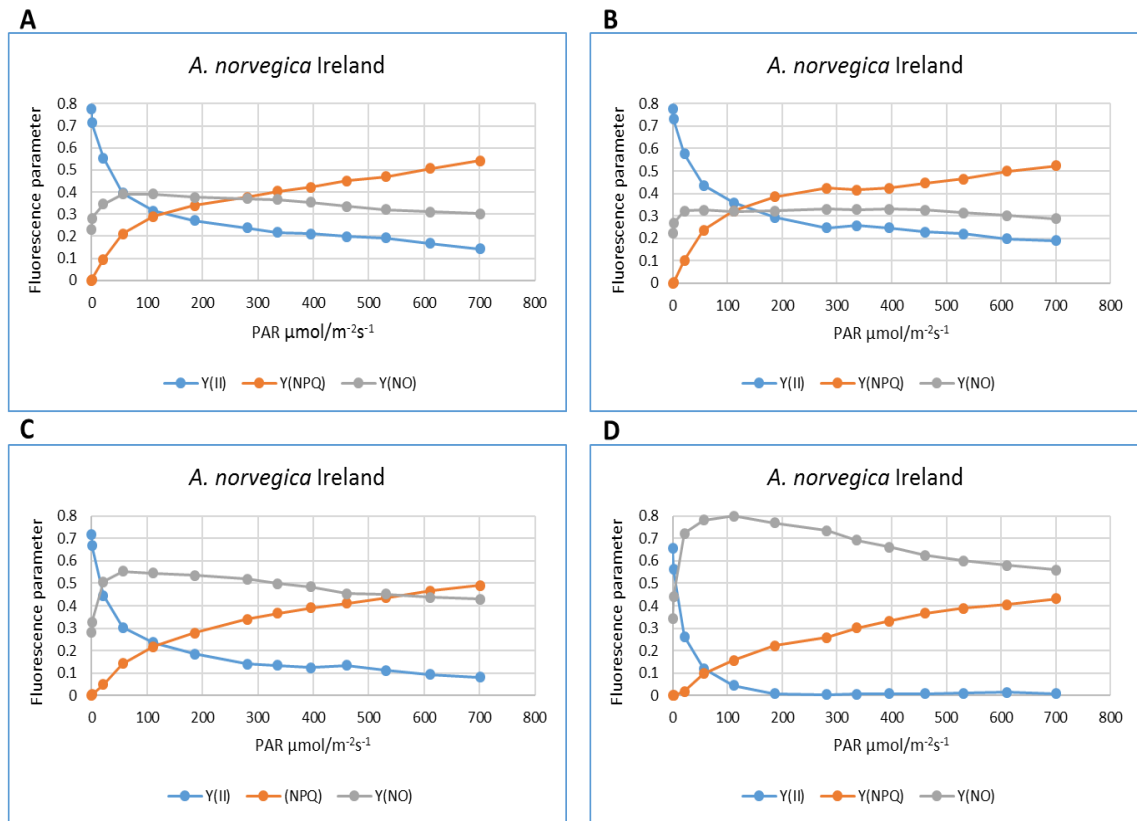 A
A. norvegica Ireland
Fluorescence parameter
0.8
0.7
0.6
0.5
0.4
0.3
0.2
0.1
0
0 100 200 300 400 500 600 700 800
PAR µmol/m⁻²s⁻¹
Y(II) Y(NPQ) Y(NO)
B
A. norvegica Ireland
Fluorescence parameter
0.8
0.7
0.6
0.5
0.4
0.3
0.2
0.1
0
0 100 200 300 400 500 600 700 800
PAR µmol/m⁻²s⁻¹
Y(II) Y(NPQ) Y(NO)
C
A. norvegica Ireland
Fluorescence parameter
0.8
0.7
0.6
0.5
0.4
0.3
0.2
0.1
0
0 100 200 300 400 500 600 700 800
PAR µmol/m⁻²s⁻¹
Y(II) (NPQ) Y(NO)
D
A. norvegica Ireland
Fluorescence parameter
0.8
0.7
0.6
0.5
0.4
0.3
0.2
0.1
0
0 100 200 300 400 500 600 700 800
PAR µmol/m⁻²s⁻¹
Y(II) Y(NPQ) Y(NO)